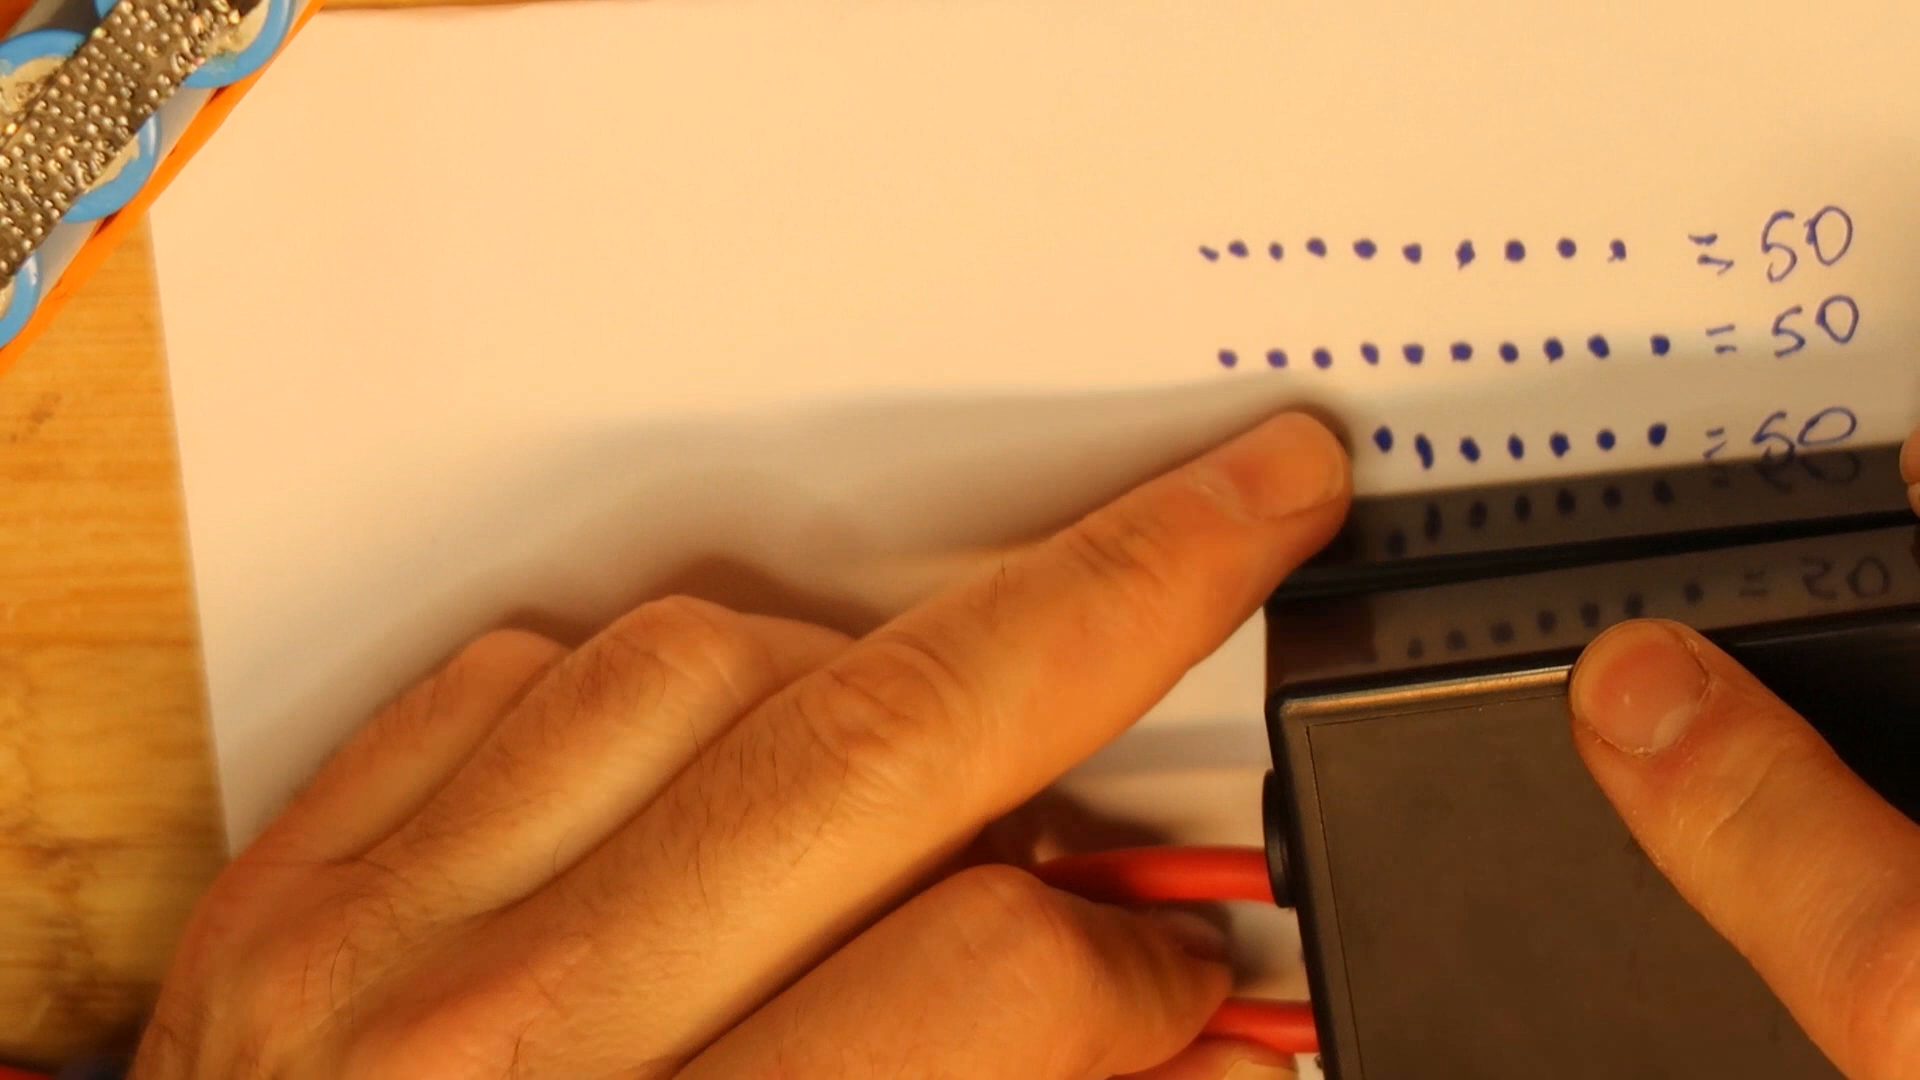 .......... = 50
.......... = 50
....... = 50